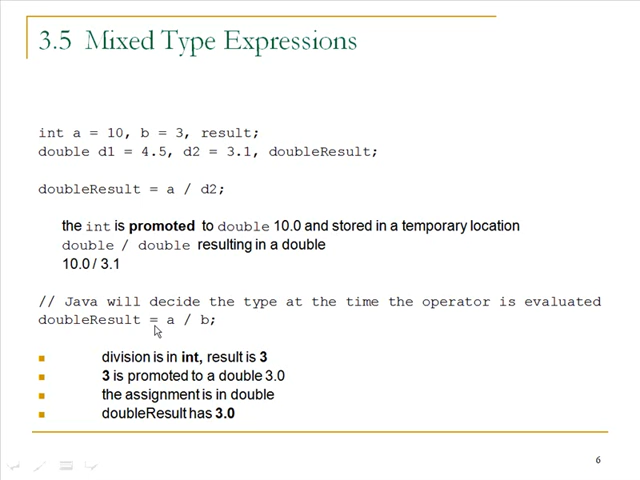 3.5 Mixed Type Expressions
int a = 10, b = 3, result;
double d1 = 4.5, d2 = 3.1, doubleResult;
doubleResult = a / d2;
the int is promoted to double 10.0 and stored in a temporary location
double / double resulting in a double
10.0 / 3.1
// Java will decide the type at the time the operator is evaluated
doubleResult = a / b;
division is in int, result is 3
3 is promoted to a double 3.0
the assignment is in double
doubleResult has 3.0
6